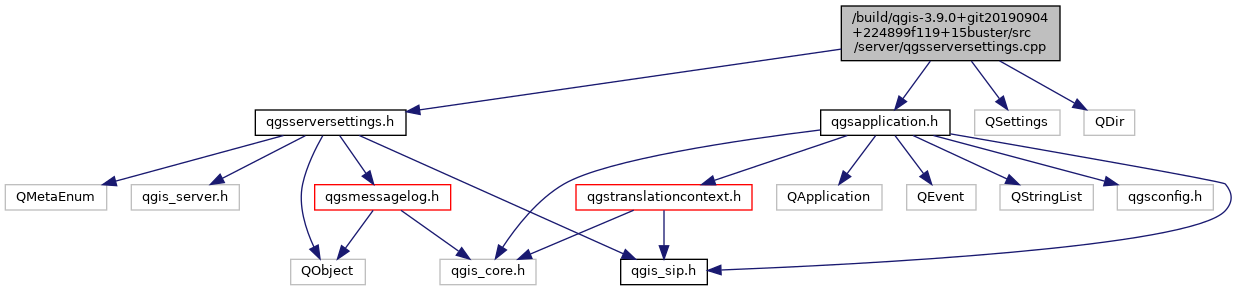 /build/qgis-3.9.0+git20190904
+224899f119+15buster/src
/server/qgsserversettings.cpp
qgsserversettings.h
qgsapplication.h
QSettings
QDir
QMetaEnum
qgis_server.h
qgsmessagelog.h
qgstranslationcontext.h
QApplication
QEvent
QStringList
qgsconfig.h
QObject
qgis_core.h
qgis_sip.h